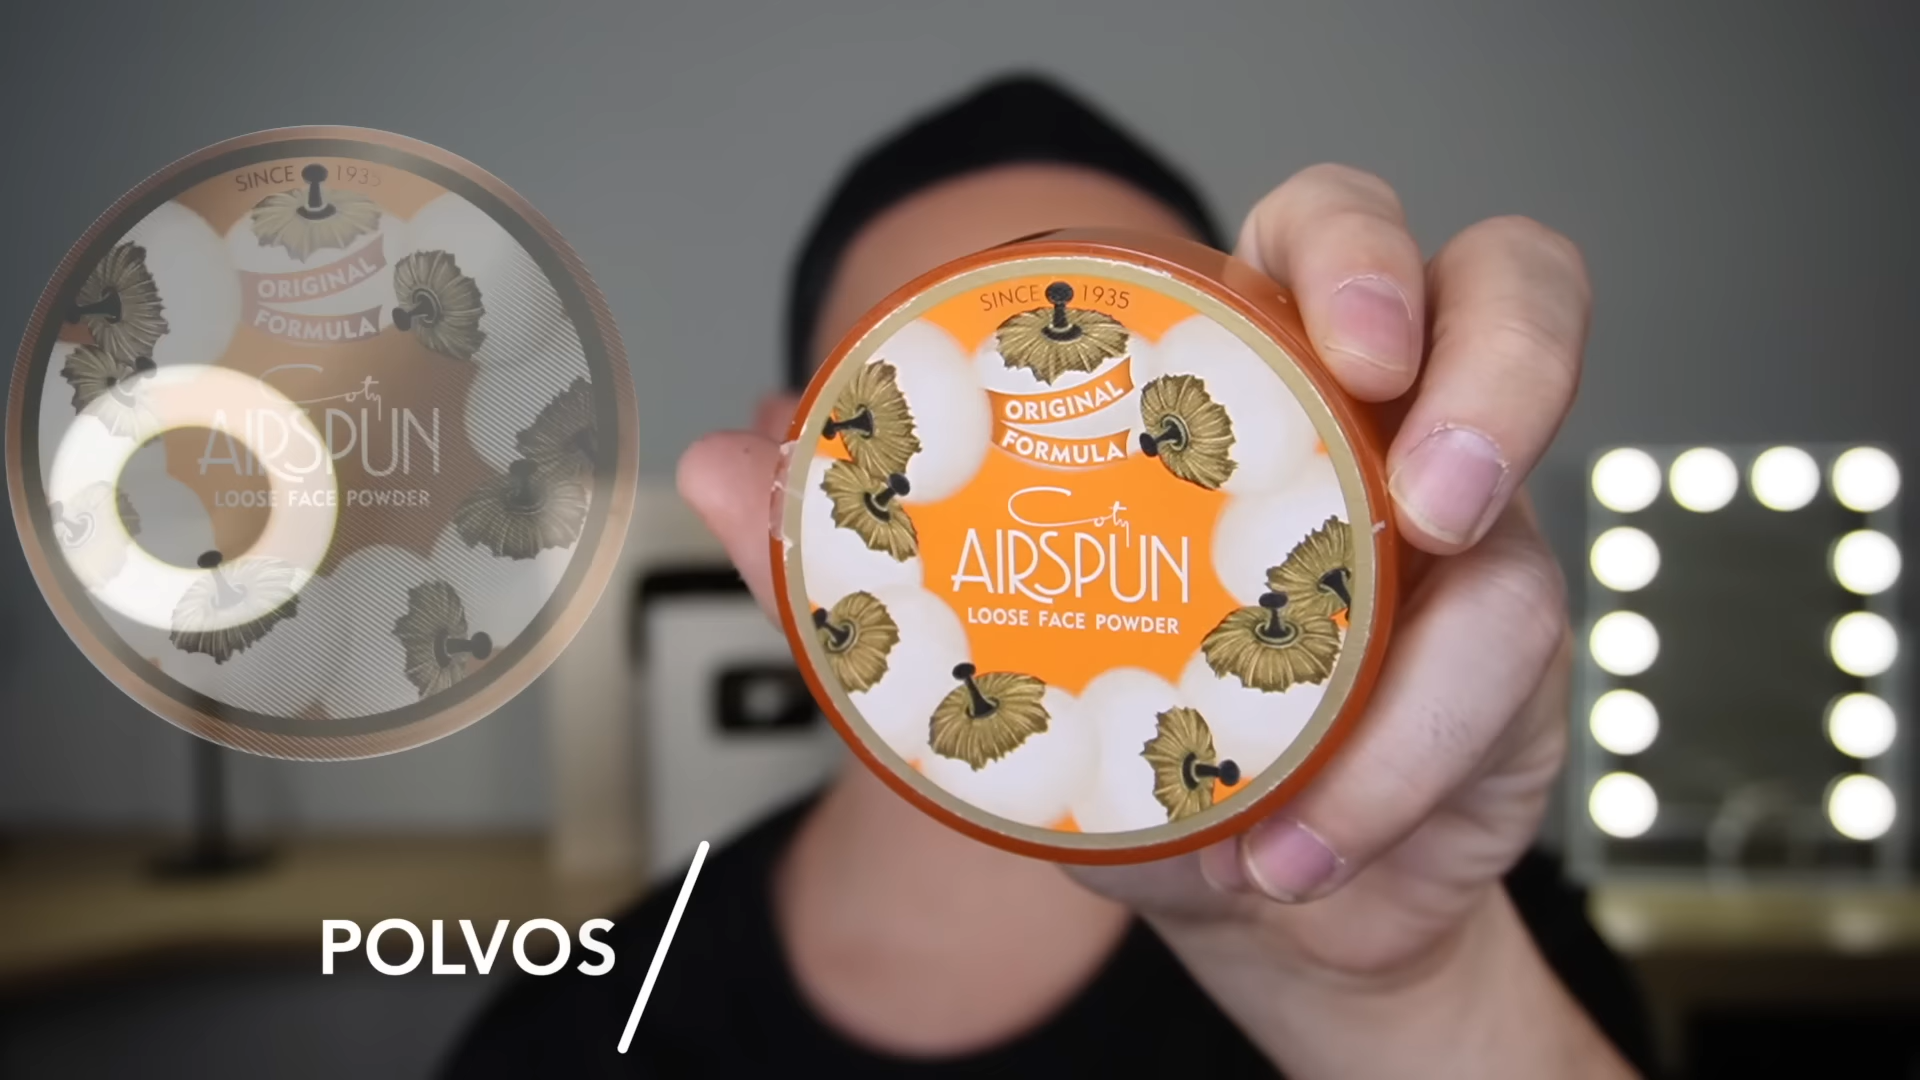 SINCE 1935
ORIGINAL
FORMULA
Coty
AIRSPUN
LOOSE FACE POWDER
SINCE 1935
ORIGINAL
FORMULA
Coty
AIRSPUN
LOOSE FACE POWDER
POLVOS